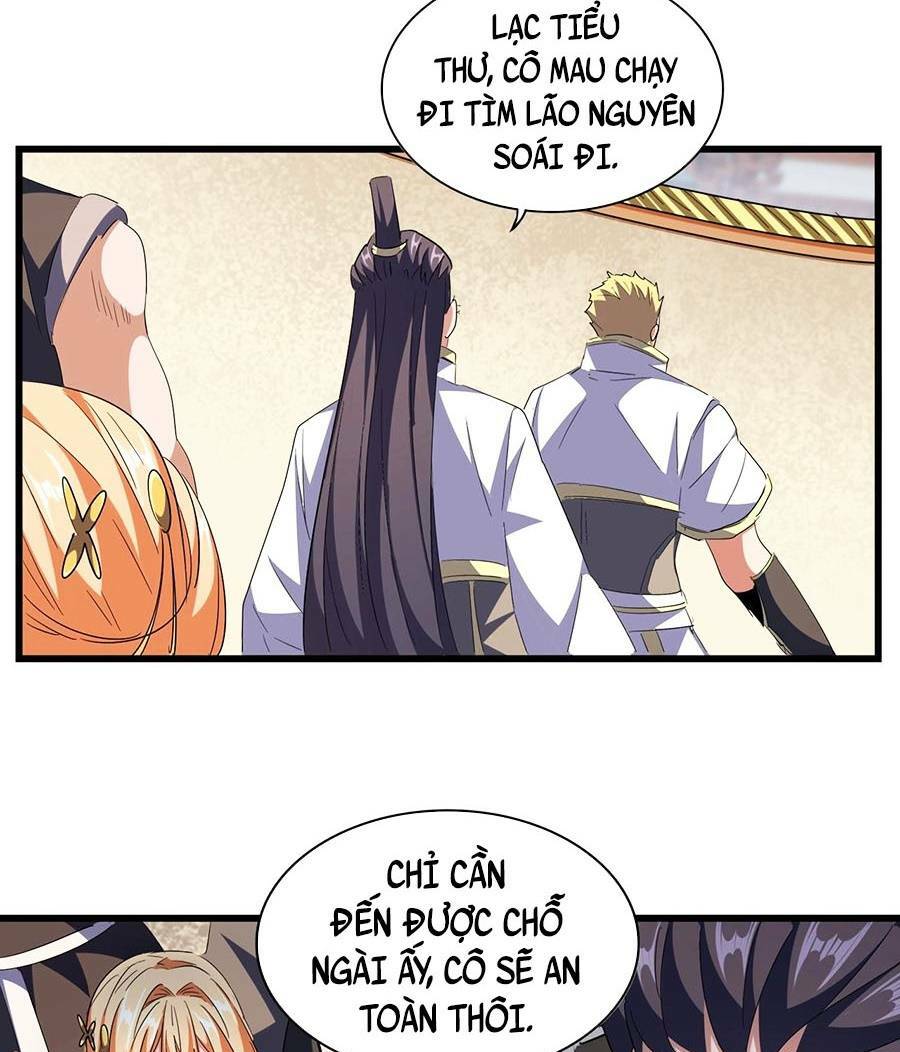 LẠC TIỂU
THƯ, CÔ MAU CHẠY
ĐI TÌM LÃO NGUYÊN
SOÁI ĐI.
CHỈ CẦN
ĐẾN ĐƯỢC CHỖ
NGÀI ẤY, CÔ SẼ AN
TOÀN THÔI.